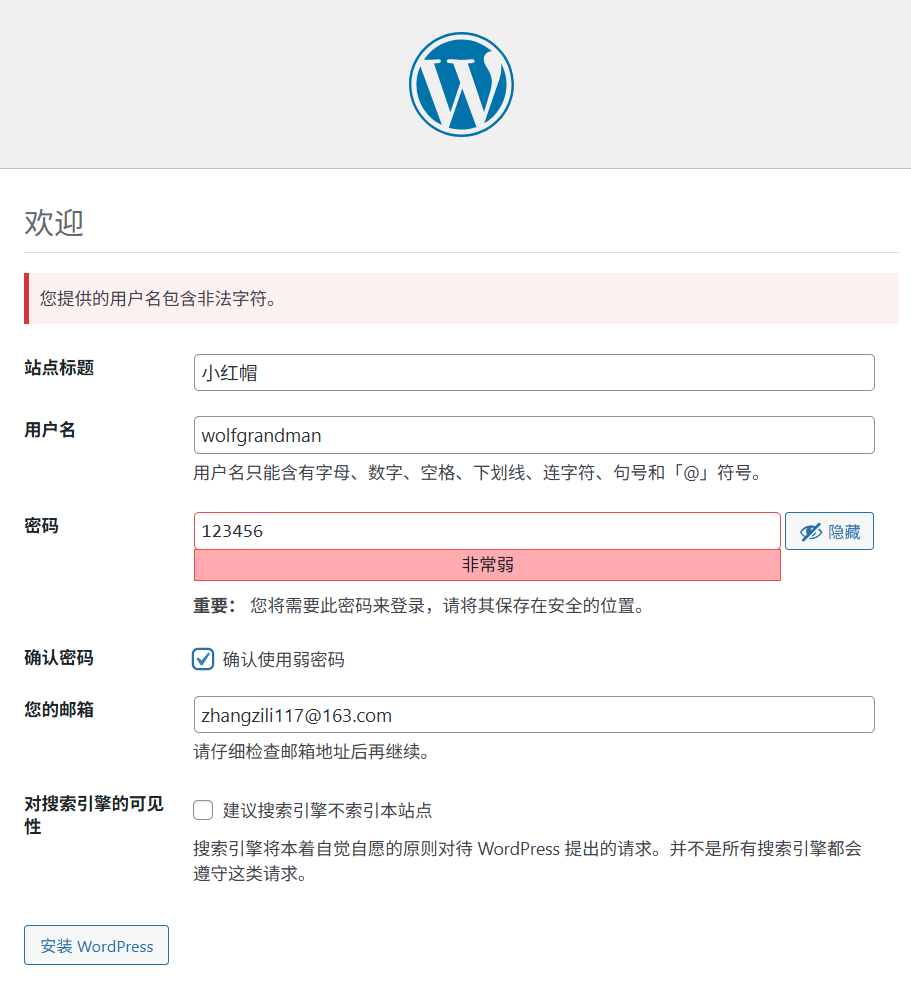 欢迎
您提供的用户名包含非法字符。
站点标题
小红帽
用户名
wolfgrandman
用户名只能含有字母、数字、空格、下划线、连字符、句号和「@」符号。
密码
123456
隐藏
非常弱
重要： 您将需要此密码来登录，请将其保存在安全的位置。
确认密码
确认使用弱密码
您的邮箱
zhangzili117@163.com
请仔细检查邮箱地址后再继续。
对搜索引擎的可见
性
建议搜索引擎不索引本站点
搜索引擎将本着自觉自愿的原则对待 WordPress 提出的请求。并不是所有搜索引擎都会
遵守这类请求。
安装 WordPress